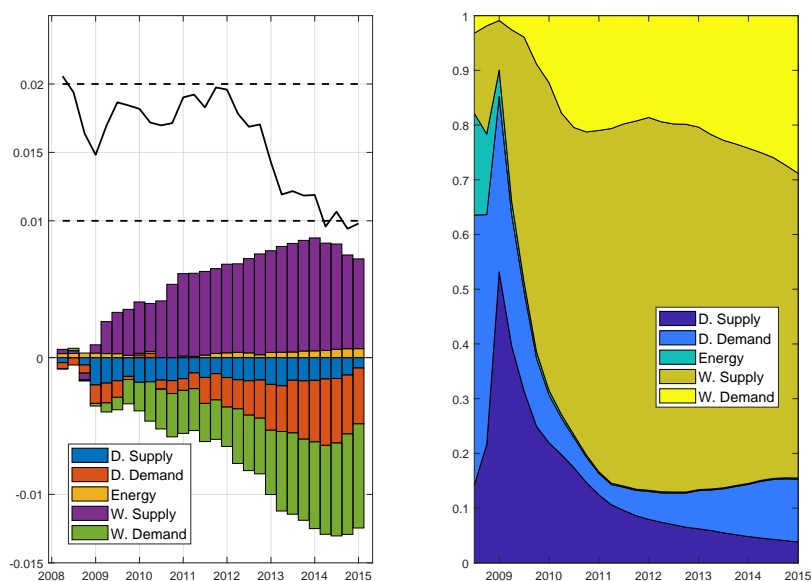 0.02
0.015
0.01
0
-0.01
-0.015
2008 2009 2010 2011 2012 2013 2014 2015
D. Supply
D. Demand
Energy
W. Supply
W. Demand
1
0.9
0.8
0.7
0.6
0.5
0.4
0.3
0.2
0.1
0
2009 2010 2011 2012 2013 2014 2015
D. Supply
D. Demand
Energy
W. Supply
W. Demand